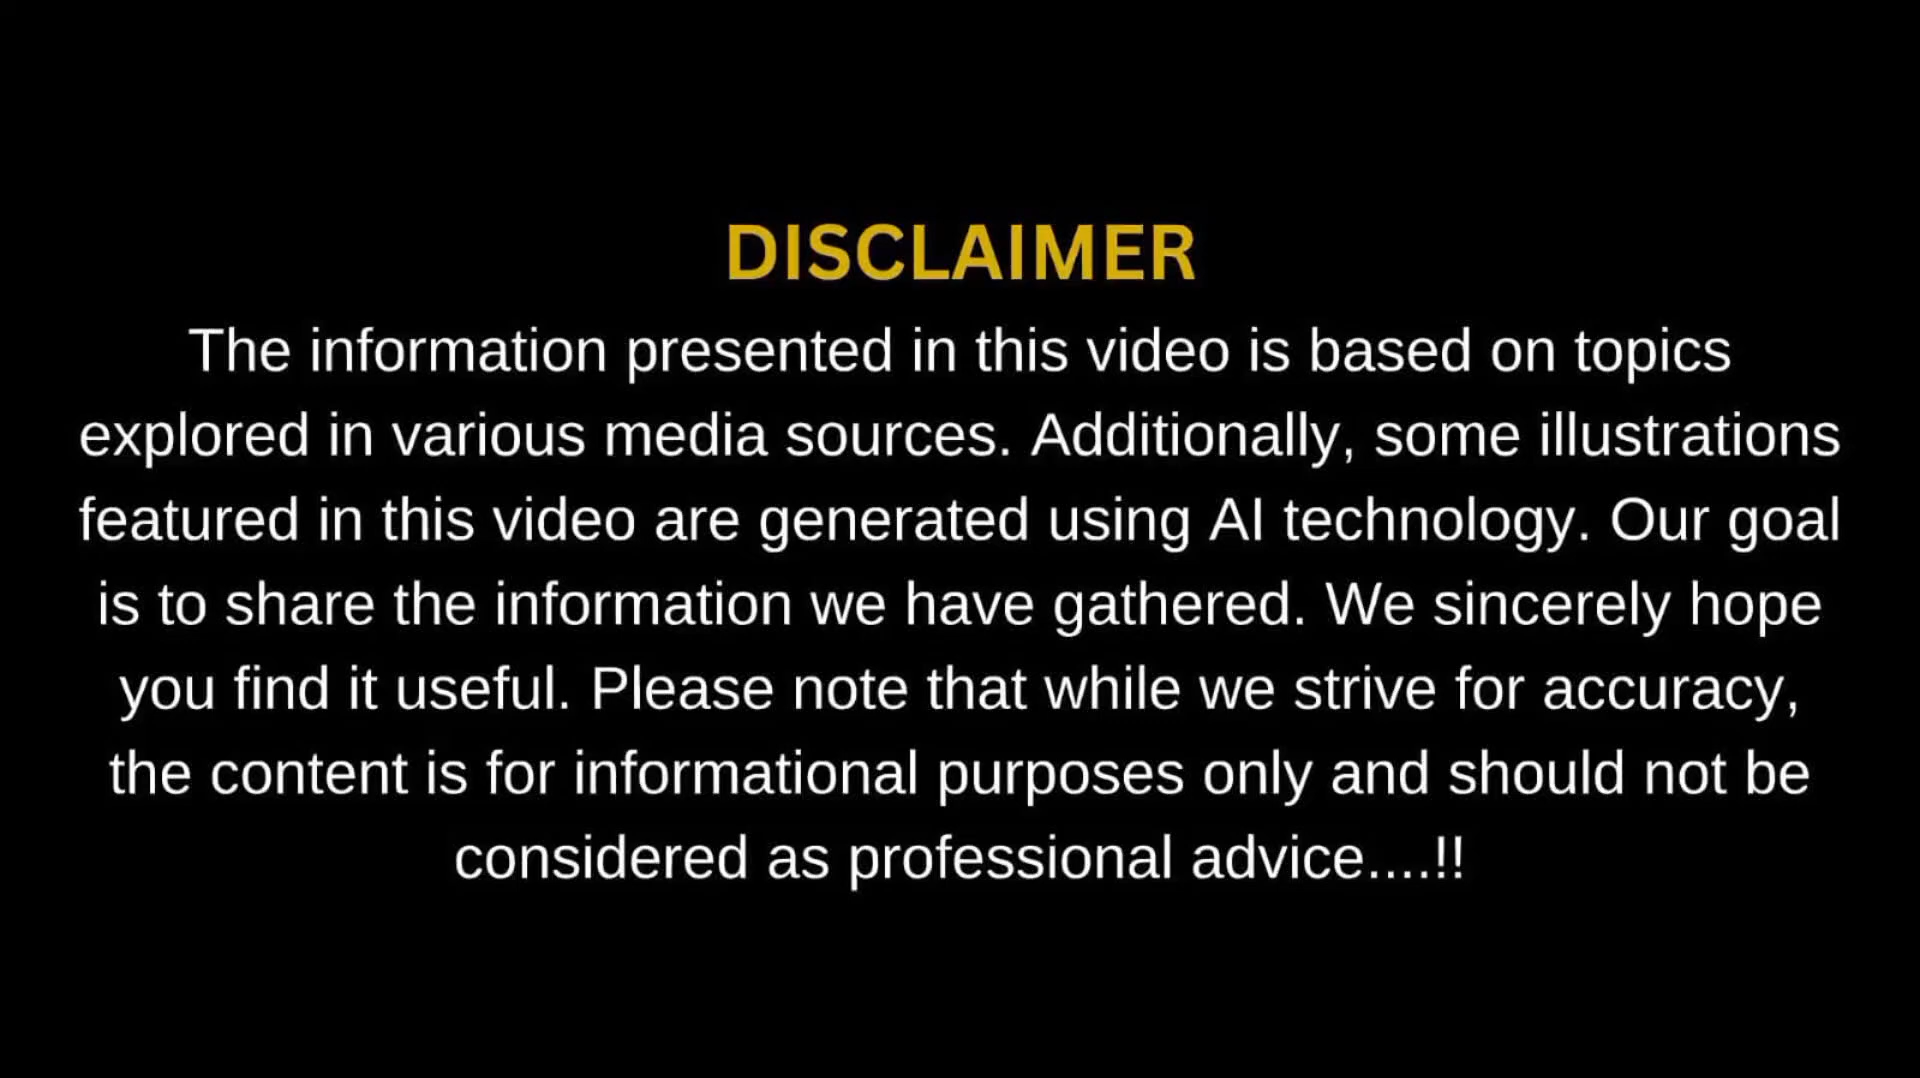 DISCLAIMER
The information presented in this video is based on topics
explored in various media sources. Additionally, some illustrations
featured in this video are generated using AI technology. Our goal
is to share the information we have gathered. We sincerely hope
you find it useful. Please note that while we strive for accuracy,
the content is for informational purposes only and should not be
considered as professional advice....!!